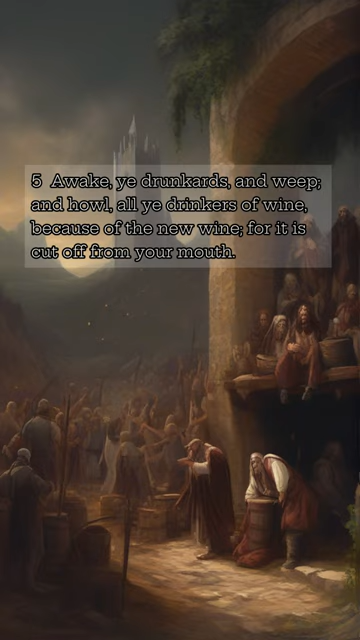 5 Awake, ye drunkards, and weep;
and howl, all ye drinkers of wine,
because of the new wine; for it is
cut off from your mouth.